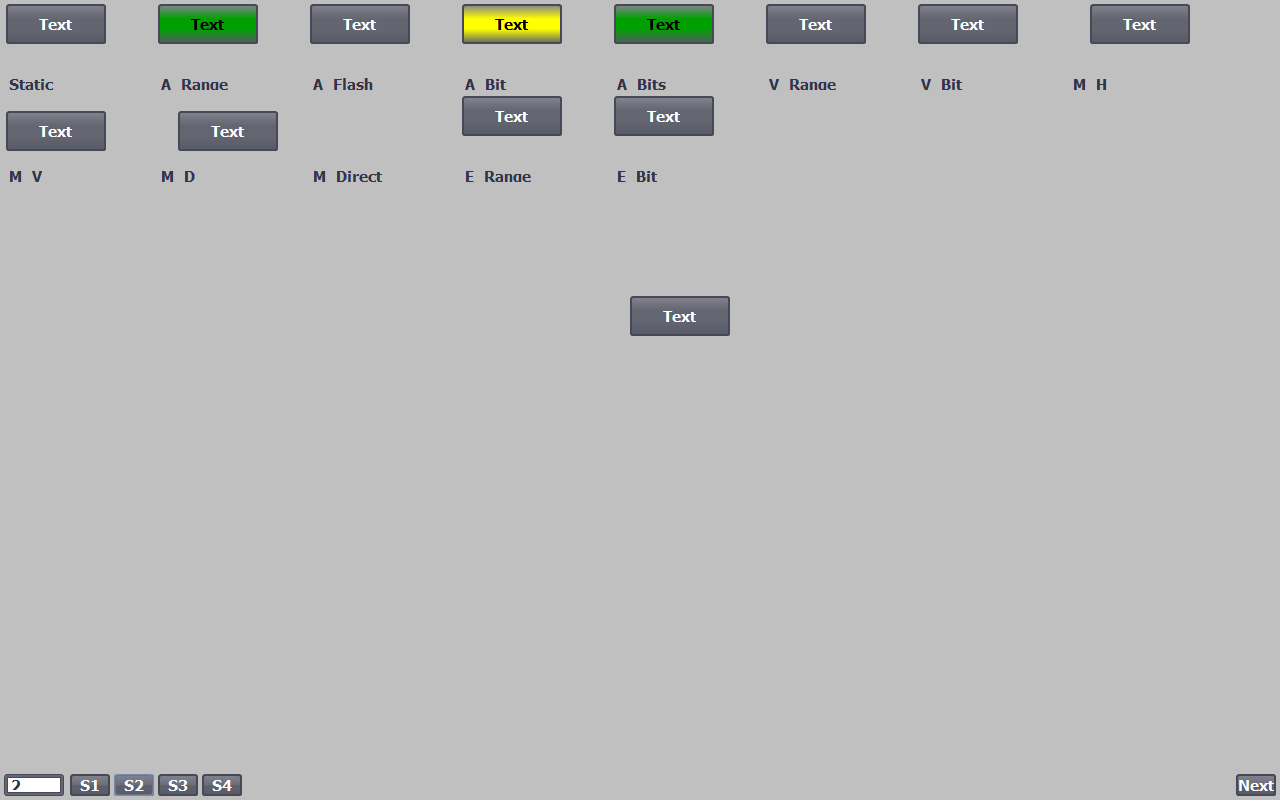 Text Text Text Text Text Text Text Text
Static A Range A Flash A Bit A Bits V Range V Bit M H
Text Text Text Text
M V M D M Direct E Range E Bit
Text
2 S1 S2 S3 S4 Next